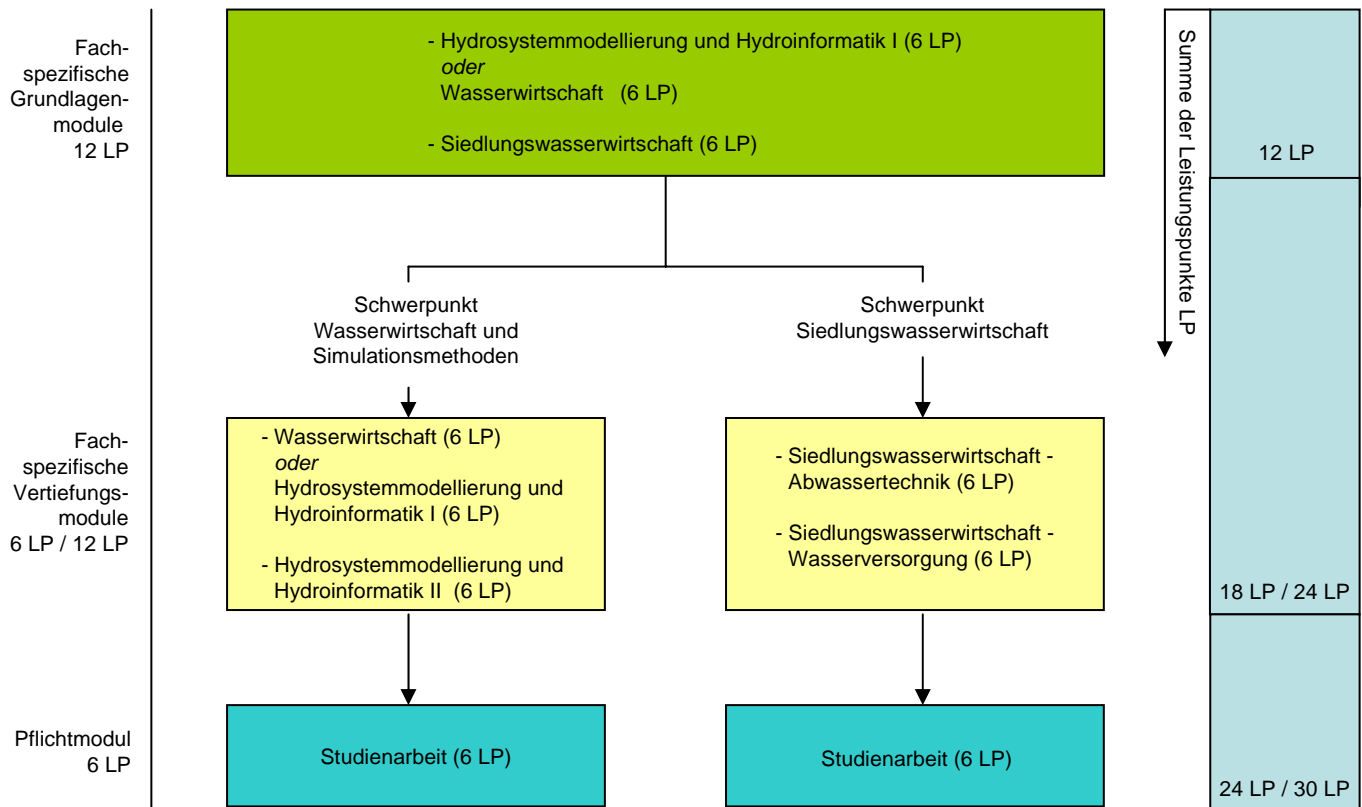 Fach-
spezifische
Grundlagen-
module
12 LP
- Hydrosystemmodellierung und Hydroinformatik I (6 LP)
oder
Wasserwirtschaft (6 LP)
- Siedlungswasserwirtschaft (6 LP)
Summe der Leistungspunkte LP
12 LP
Schwerpunkt
Wasserwirtschaft und
Simulationsmethoden
Schwerpunkt
Siedlungswasserwirtschaft
Fach-
spezifische
Vertiefungs-
module
6 LP / 12 LP
- Wasserwirtschaft (6 LP)
oder
Hydrosystemmodellierung und
Hydroinformatik I (6 LP)
- Hydrosystemmodellierung und
Hydroinformatik II (6 LP)
- Siedlungswasserwirtschaft -
Abwassertechnik (6 LP)
- Siedlungswasserwirtschaft -
Wasserversorgung (6 LP)
18 LP / 24 LP
Pflichtmodul
6 LP
Studienarbeit (6 LP)
Studienarbeit (6 LP)
24 LP / 30 LP